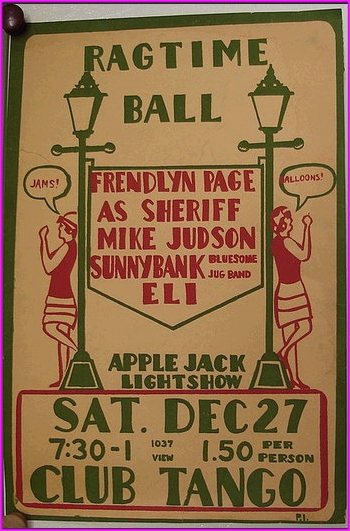 RAGTIME
BALL
JAMS!
BALLOONS!
FRENDLYN PAGE
AS SHERIFF
MIKE JUDSON
SUNNYBANK BLUESOME JUG BAND
ELI
APPLE JACK
LIGHTSHOW
SAT. DEC 27
7:30-1 1037 VIEW 1.50 PER PERSON
CLUB TANGO
P.I.